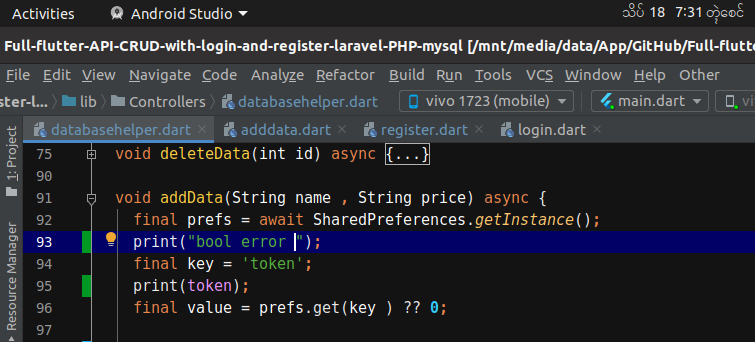 Activities Android Studio သိပ် 18 7:31 တွဲစေင်
Full-flutter-API-CRUD-with-login-and-register-laravel-PHP-mysql [/mnt/media/data/App/GitHub/Full-flutte
File Edit View Navigate Code Analyze Refactor Build Run Tools VCS Window Help Other
ster-l... lib Controllers databasehelper.dart vivo 1723 (mobile) main.dart vi
databasehelper.dart adddata.dart register.dart login.dart
1: Project
Resource Manager
75 void deleteData(int id) async {...}
90
91 void addData(String name , String price) async {
92 final prefs = await SharedPreferences.getInstance();
93 print("bool error ");
94 final key = 'token';
95 print(token);
96 final value = prefs.get(key ) ?? 0;
97